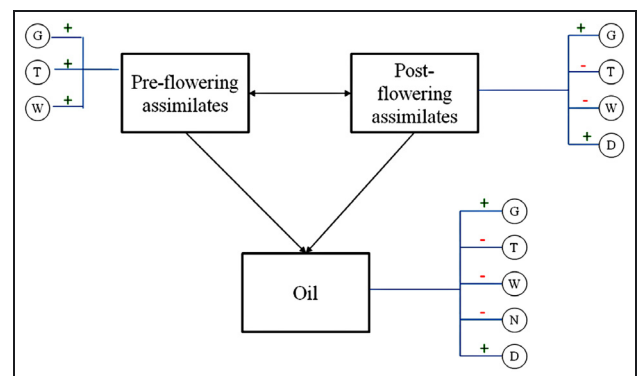 G +
T +
W +
Pre-flowering
assimilates
Post-
flowering
assimilates
+ G
- T
- W
+ D
Oil
+ G
- T
- W
- N
+ D